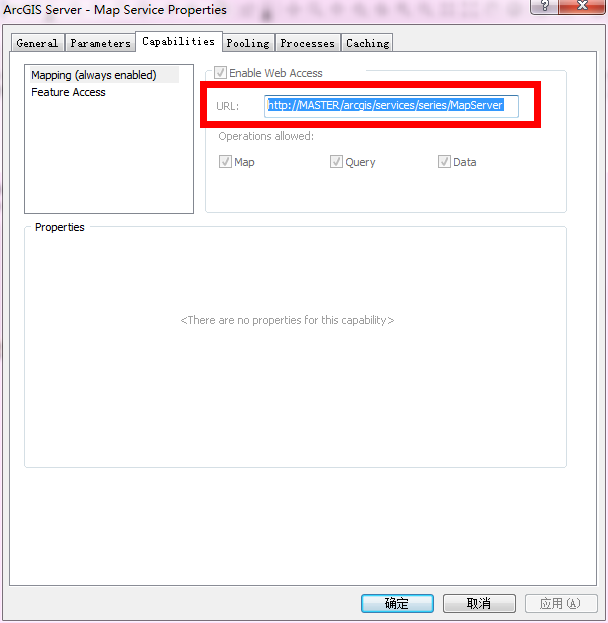 ArcGIS Server - Map Service Properties
?
General Parameters Capabilities Pooling Processes Caching
Mapping (always enabled)
Feature Access
Enable Web Access
URL: http://MASTER/arcgis/services/series/MapServer
Operations allowed:
Map Query Data
Properties
<There are no properties for this capability>
确定 取消 应用(A)